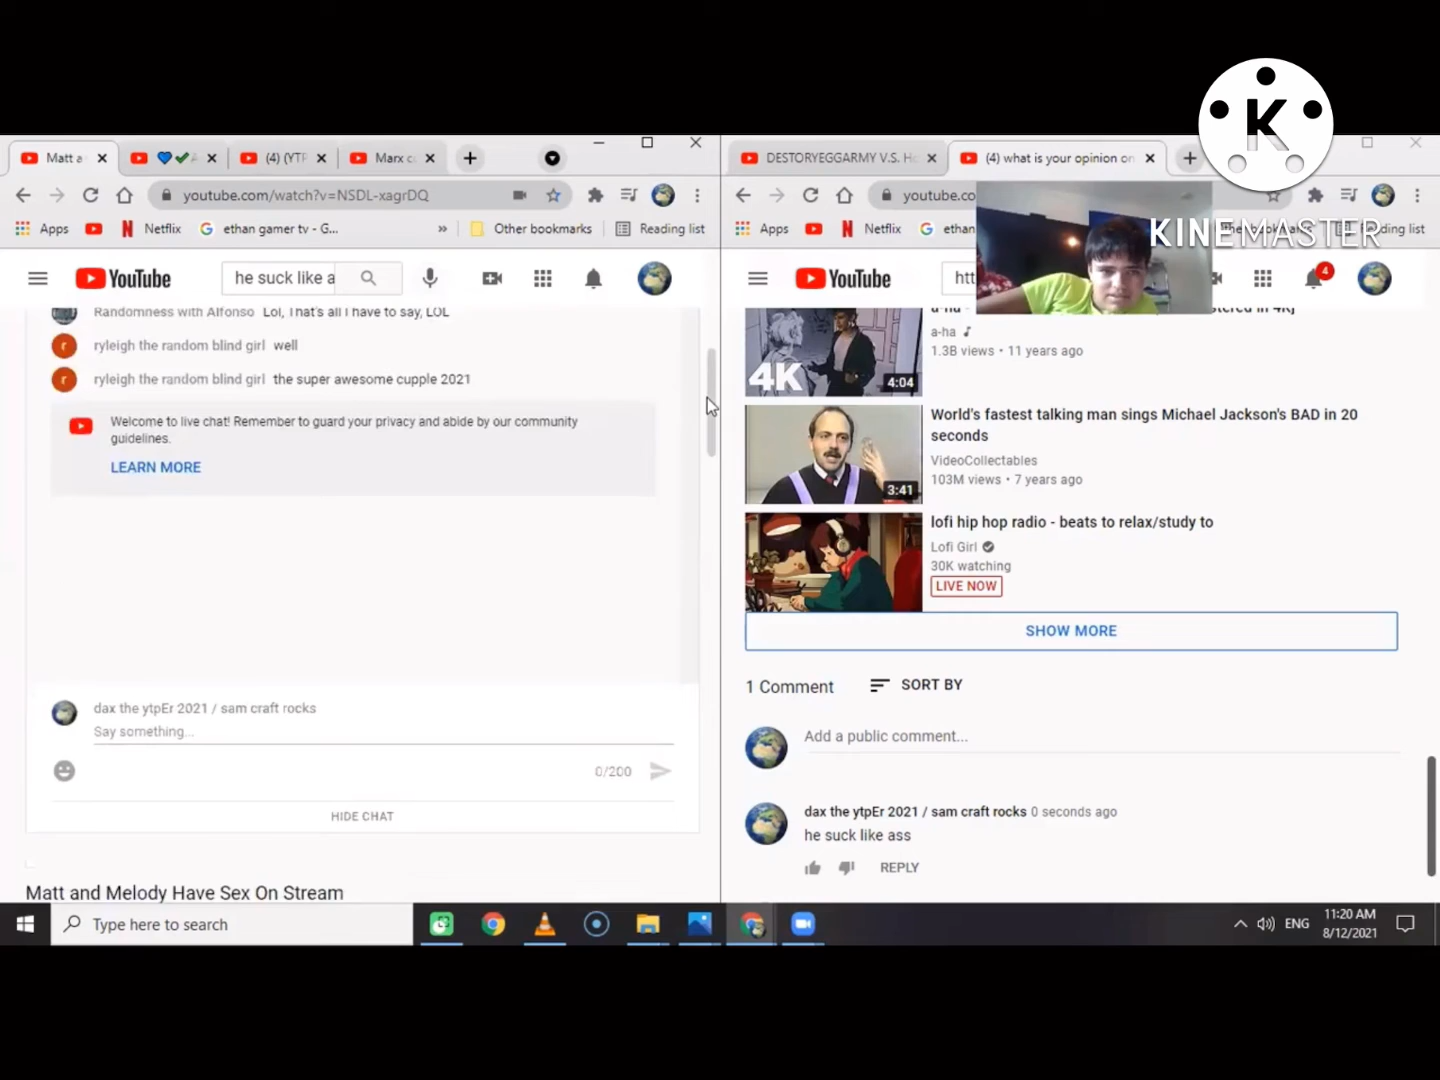 K
KINEMASTER
Matt a
(4) (YTP
Marx c
youtube.com/watch?v=NSDL-xagrDQ
Apps
Netflix
ethan gamer tv - G...
»
Other bookmarks
Reading list
YouTube
he suck like a
Randomness with Alfonso Lol, That's all I have to say, LOL
r
ryleigh the random blind girl well
r
ryleigh the random blind girl the super awesome cupple 2021
Welcome to live chat! Remember to guard your privacy and abide by our community
guidelines.
LEARN MORE
dax the ytpEr 2021 / sam craft rocks
Say something...
0/200
HIDE CHAT
Matt and Melody Have Sex On Stream
DESTORYEGGARMY V.S. H
(4) what is your opinion on
youtube.co
Apps
Netflix
ethan
ading list
YouTube
htt
4
a-ha
1.3B views • 11 years ago
4K
4:04
World's fastest talking man sings Michael Jackson's BAD in 20
seconds
VideoCollectables
103M views • 7 years ago
3:41
lofi hip hop radio - beats to relax/study to
Lofi Girl
30K watching
LIVE NOW
SHOW MORE
1 Comment
SORT BY
Add a public comment...
dax the ytpEr 2021 / sam craft rocks 0 seconds ago
he suck like ass
REPLY
Type here to search
ENG
11:20 AM
8/12/2021